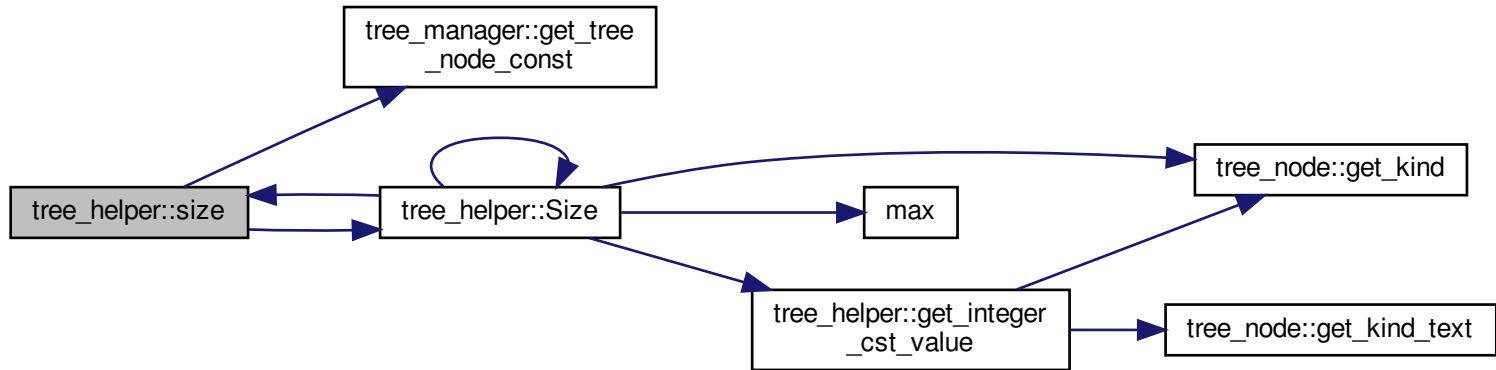 tree_manager::get_tree
_node_const
tree_helper::size
tree_helper::Size
tree_node::get_kind
max
tree_helper::get_integer
_cst_value
tree_node::get_kind_text